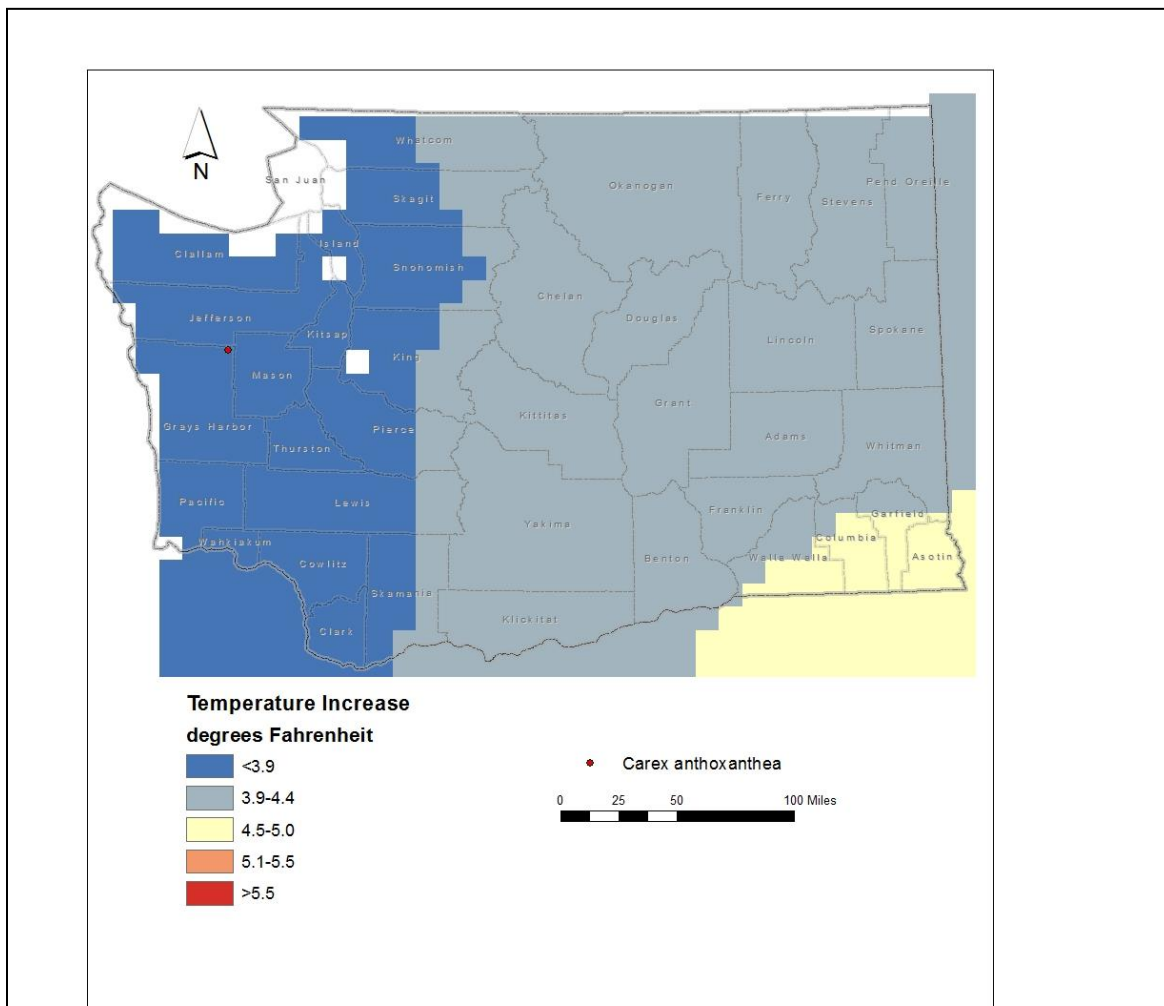 Whatcom
N
San Juan
Okanogan
Ferry
Stevens
Pend Oreille
Skagit
Island
Clallam
Snohomish
Chelan
Jefferson
Kitsap
Douglas
Lincoln
Spokane
King
Mason
Grant
Kittitas
Grays Harbor
Pierce
Adams
Whitman
Thurston
Pacific
Lewis
Yakima
Franklin
Garfield
Wahkiakum
Cowlitz
Benton
Walla Walla
Columbia
Asotin
Skamania
Klickitat
Clark
Temperature Increase
degrees Fahrenheit
<3.9
3.9-4.4
4.5-5.0
5.1-5.5
>5.5
Carex anthoxanthea
0 25 50 100 Miles